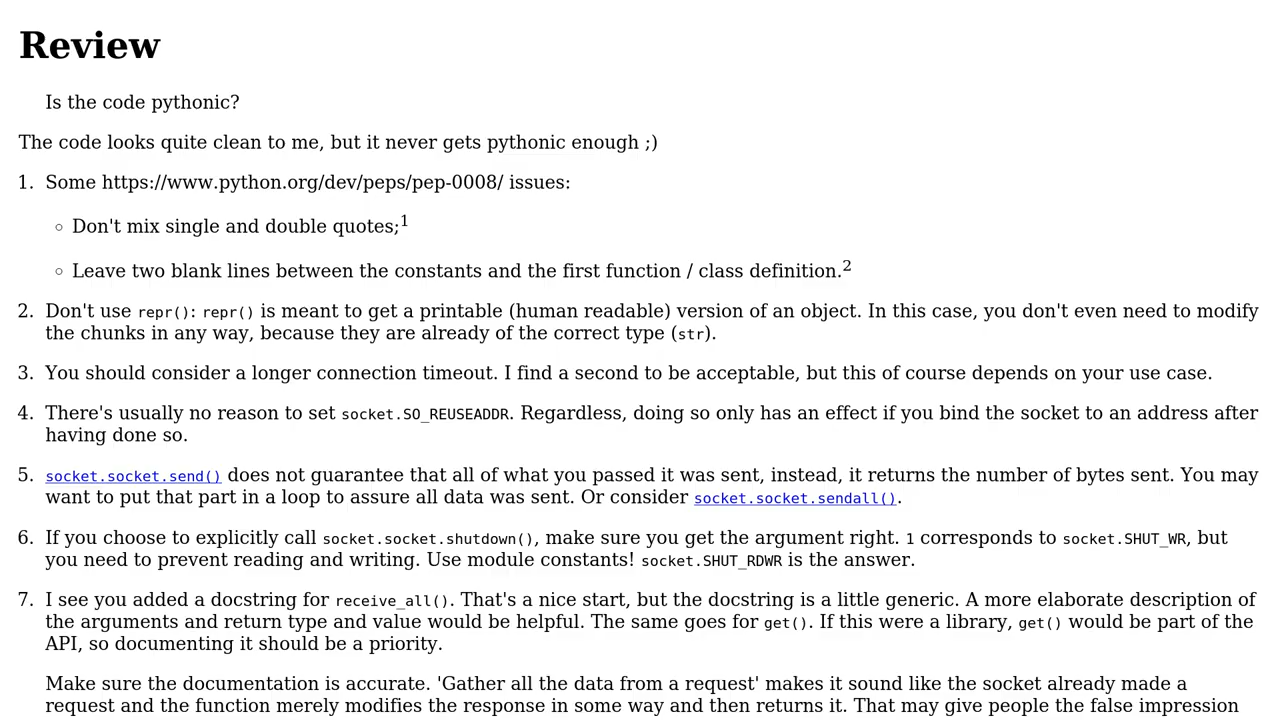 Review
Is the code pythonic?
The code looks quite clean to me, but it never gets pythonic enough ;)
1. Some https://www.python.org/dev/peps/pep-0008/ issues:
◦ Don't mix single and double quotes;1
◦ Leave two blank lines between the constants and the first function / class definition.2
2. Don't use repr(): repr() is meant to get a printable (human readable) version of an object. In this case, you don't even need to modify
the chunks in any way, because they are already of the correct type (str).
3. You should consider a longer connection timeout. I find a second to be acceptable, but this of course depends on your use case.
4. There's usually no reason to set socket.SO_REUSEADDR. Regardless, doing so only has an effect if you bind the socket to an address after
having done so.
5. socket.socket.send() does not guarantee that all of what you passed it was sent, instead, it returns the number of bytes sent. You may
want to put that part in a loop to assure all data was sent. Or consider socket.socket.sendall().
6. If you choose to explicitly call socket.socket.shutdown(), make sure you get the argument right. 1 corresponds to socket.SHUT_WR, but
you need to prevent reading and writing. Use module constants! socket.SHUT_RDWR is the answer.
7. I see you added a docstring for receive_all(). That's a nice start, but the docstring is a little generic. A more elaborate description of
the arguments and return type and value would be helpful. The same goes for get(). If this were a library, get() would be part of the
API, so documenting it should be a priority.
Make sure the documentation is accurate. 'Gather all the data from a request' makes it sound like the socket already made a
request and the function merely modifies the response in some way and then returns it. That may give people the false impression